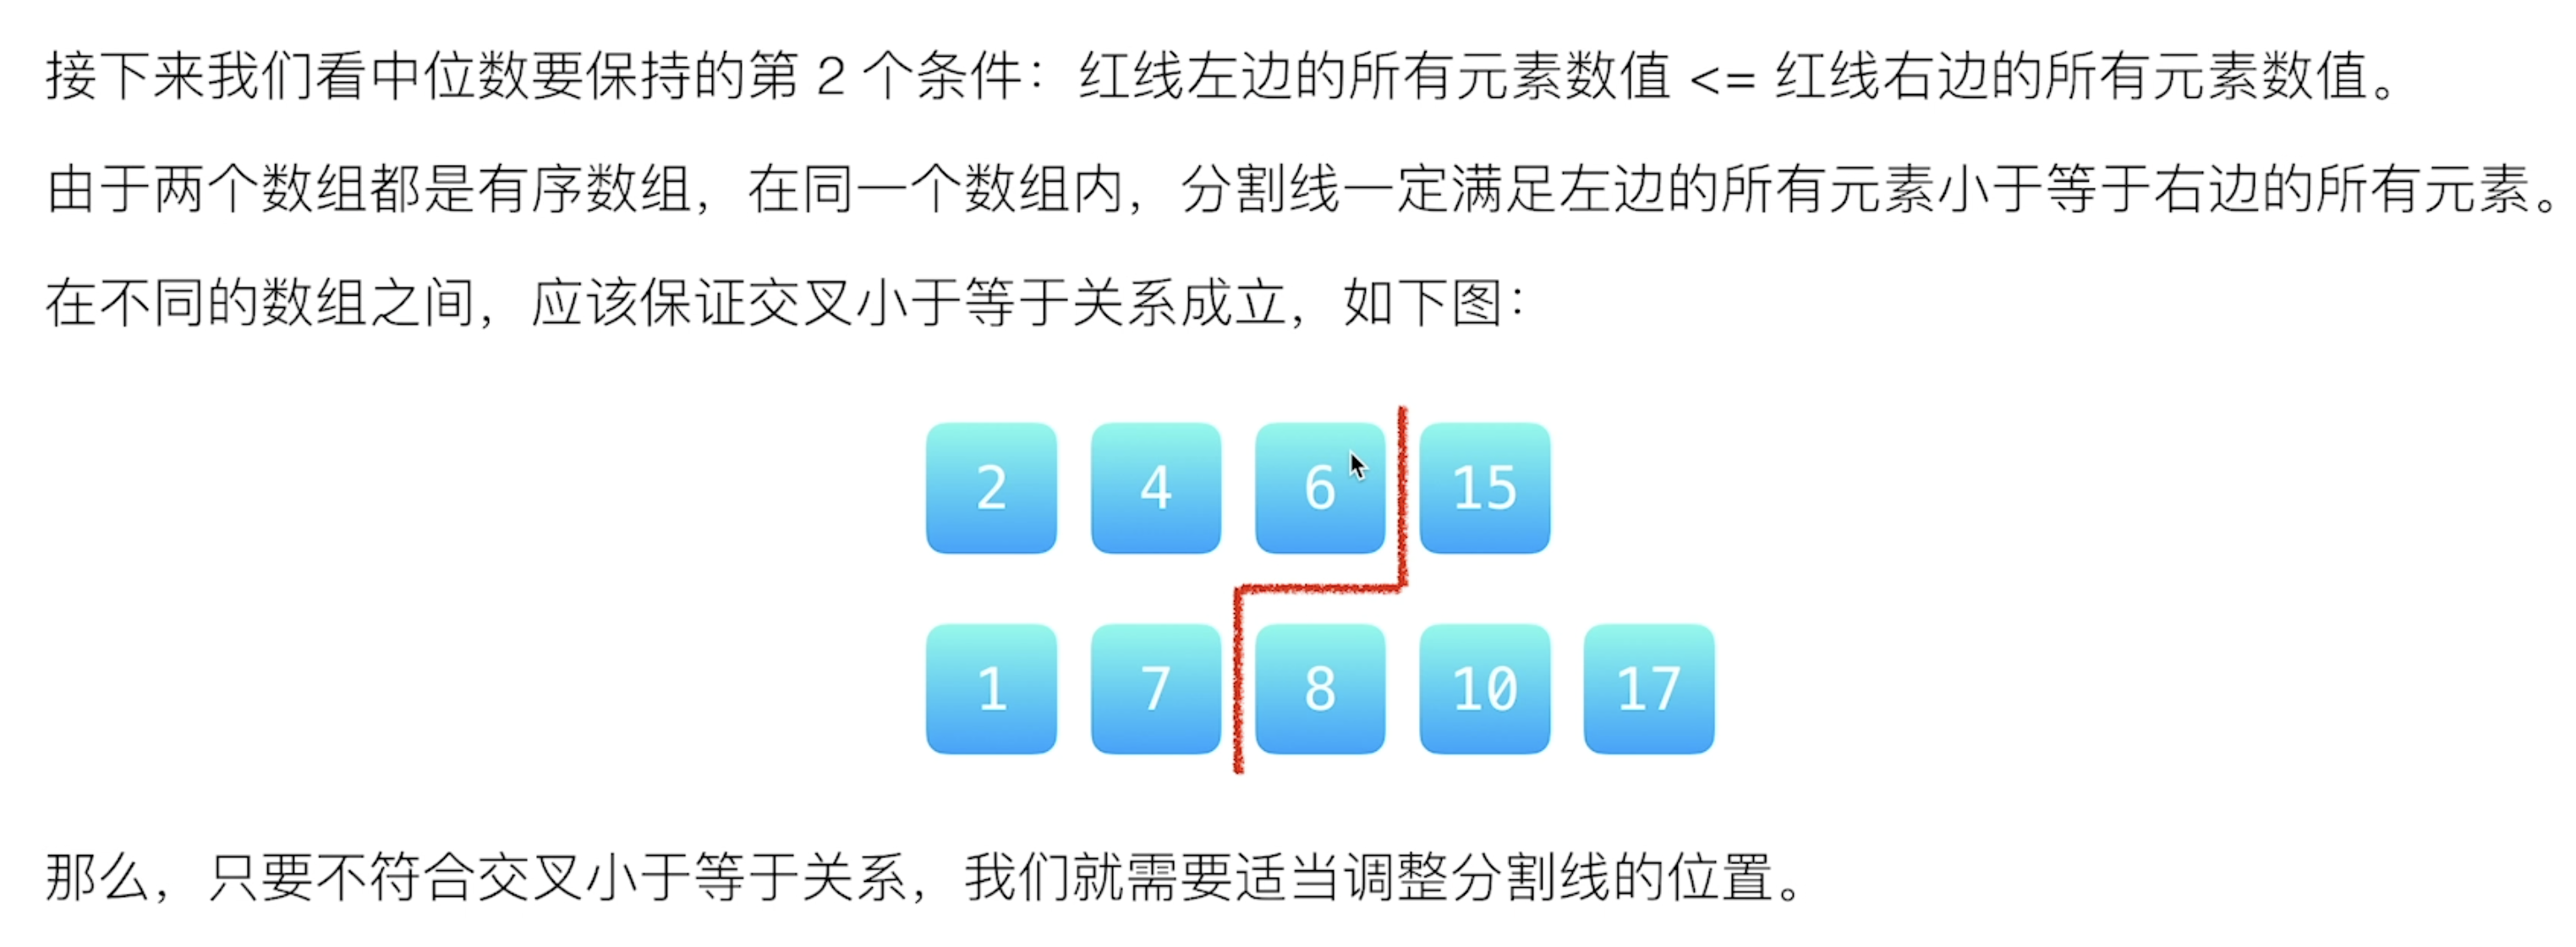 接下来我们看中位数要保持的第 2 个条件：红线左边的所有元素数值 <= 红线右边的所有元素数值。
由于两个数组都是有序数组，在同一个数组内，分割线一定满足左边的所有元素小于等于右边的所有元素。
在不同的数组之间，应该保证交叉小于等于关系成立，如下图：
2 4 6 15
1 7 8 10 17
那么，只要不符合交叉小于等于关系，我们就需要适当调整分割线的位置。